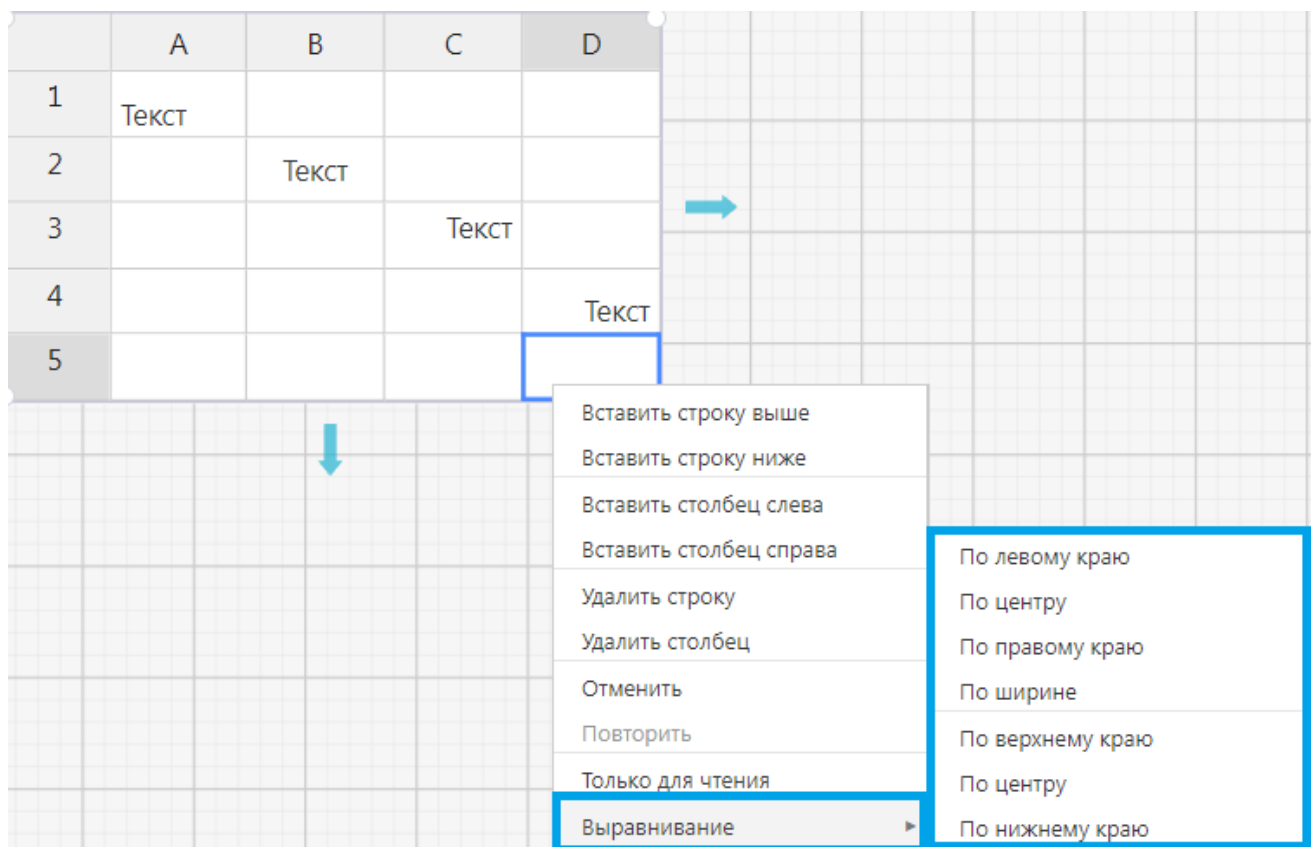 A B C D
1 Текст
2 Текст
3 Текст
4 Текст
5
Вставить строку выше
Вставить строку ниже
Вставить столбец слева
Вставить столбец справа
Удалить строку
Удалить столбец
Отменить
Повторить
Только для чтения
Выравнивание
По левому краю
По центру
По правому краю
По ширине
По верхнему краю
По центру
По нижнему краю